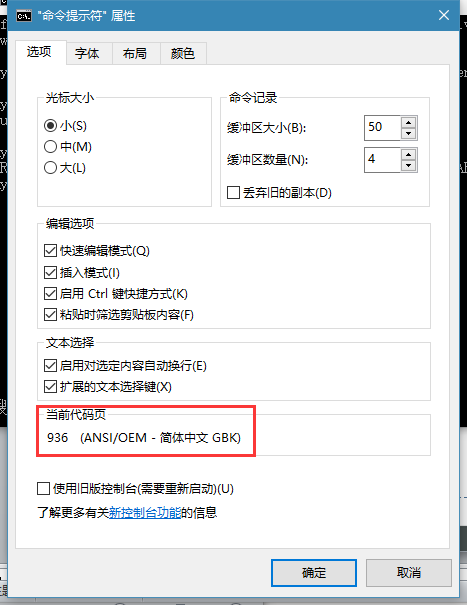 "命令提示符" 属性
选项 字体 布局 颜色
光标大小
小(S)
中(M)
大(L)
命令记录
缓冲区大小(B): 50
缓冲区数量(N): 4
丢弃旧的副本(D)
编辑选项
快速编辑模式(Q)
插入模式(I)
启用 Ctrl 键快捷方式(K)
粘贴时筛选剪贴板内容(F)
文本选择
启用对选定内容自动换行(E)
扩展的文本选择键(X)
当前代码页
936 (ANSI/OEM - 简体中文 GBK)
使用旧版控制台(需要重新启动)(U)
了解更多有关新控制台功能的信息
确定 取消